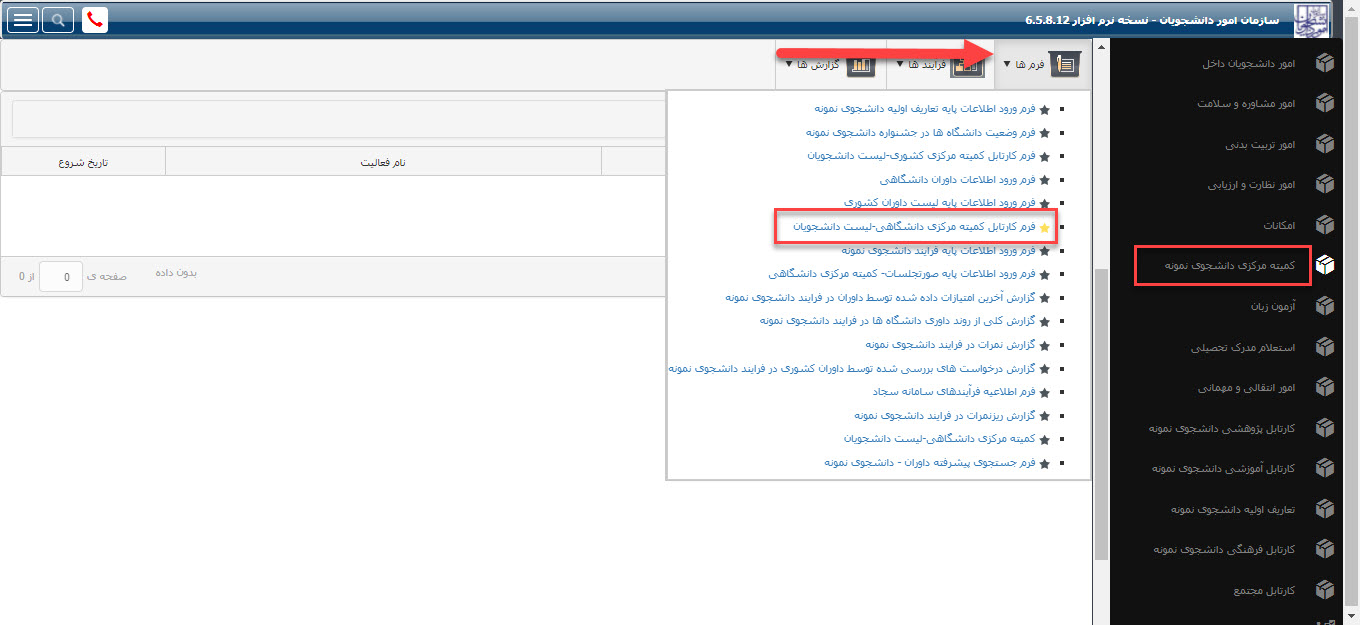 سازمان امور دانشجویان - نسخه نرم افزار 6.5.8.12
امور دانشجویان داخل
امور مشاوره و سلامت
امور تربیت بدنی
امور نظارت و ارزیابی
امکانات
کمیته مرکزی دانشجوی نمونه
آزمون زبان
استعلام مدرک تحصیلی
امور انتقالی و مهمانی
کارتابل پژوهشی دانشجوی نمونه
کارتابل آموزشی دانشجوی نمونه
تعاریف اولیه دانشجوی نمونه
کارتابل فرهنگی دانشجوی نمونه
کارتابل مجتمع
فرم ها
فرایند ها
گزارش ها
فرم ورود اطلاعات پایه تعاریف اولیه دانشجوی نمونه
فرم وضعیت دانشگاه ها در جشنواره دانشجوی نمونه
فرم کارتابل کمیته مرکزی کشوری-لیست دانشجویان
فرم ورود اطلاعات داوران دانشگاهی
فرم ورود اطلاعات پایه لیست داوران کشوری
فرم کارتابل کمیته مرکزی دانشگاهی-لیست دانشجویان
فرم ورود اطلاعات پایه فرایند دانشجوی نمونه
فرم ورود اطلاعات پایه صورتجلسات- کمیته مرکزی دانشگاهی
گزارش آخرین امتیازات داده شده توسط داوران در فرایند دانشجوی نمونه
گزارش کلی از روند داوری دانشگاه ها در فرایند دانشجوی نمونه
گزارش نمرات در فرایند دانشجوی نمونه
گزارش درخواست های بررسی شده توسط داوران کشوری در فرایند دانشجوی نمونه
فرم اطلاعیه فرآیندهای سامانه سجاد
گزارش ریزنمرات در فرایند دانشجوی نمونه
کمیته مرکزی دانشگاهی-لیست دانشجویان
فرم جستجوی پیشرفته داوران - دانشجوی نمونه
نام فعالیت
تاریخ شروع
بدون داده
صفحه ی 0 از 0